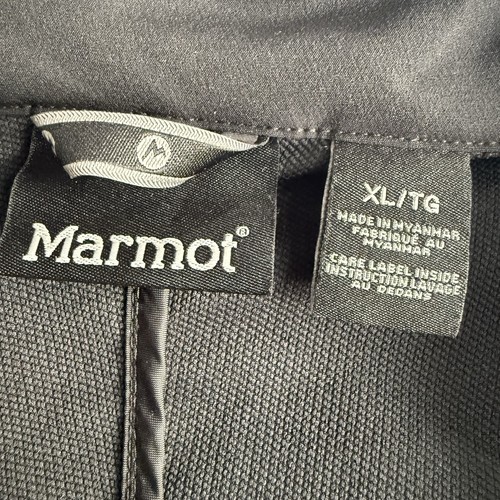 M
Marmot®
XL/TG
MADE IN MYANMAR
FABRIQUÉ AU
MYANMAR
CARE LABEL INSIDE
INSTRUCTION LAVAGE
AU DEDANS